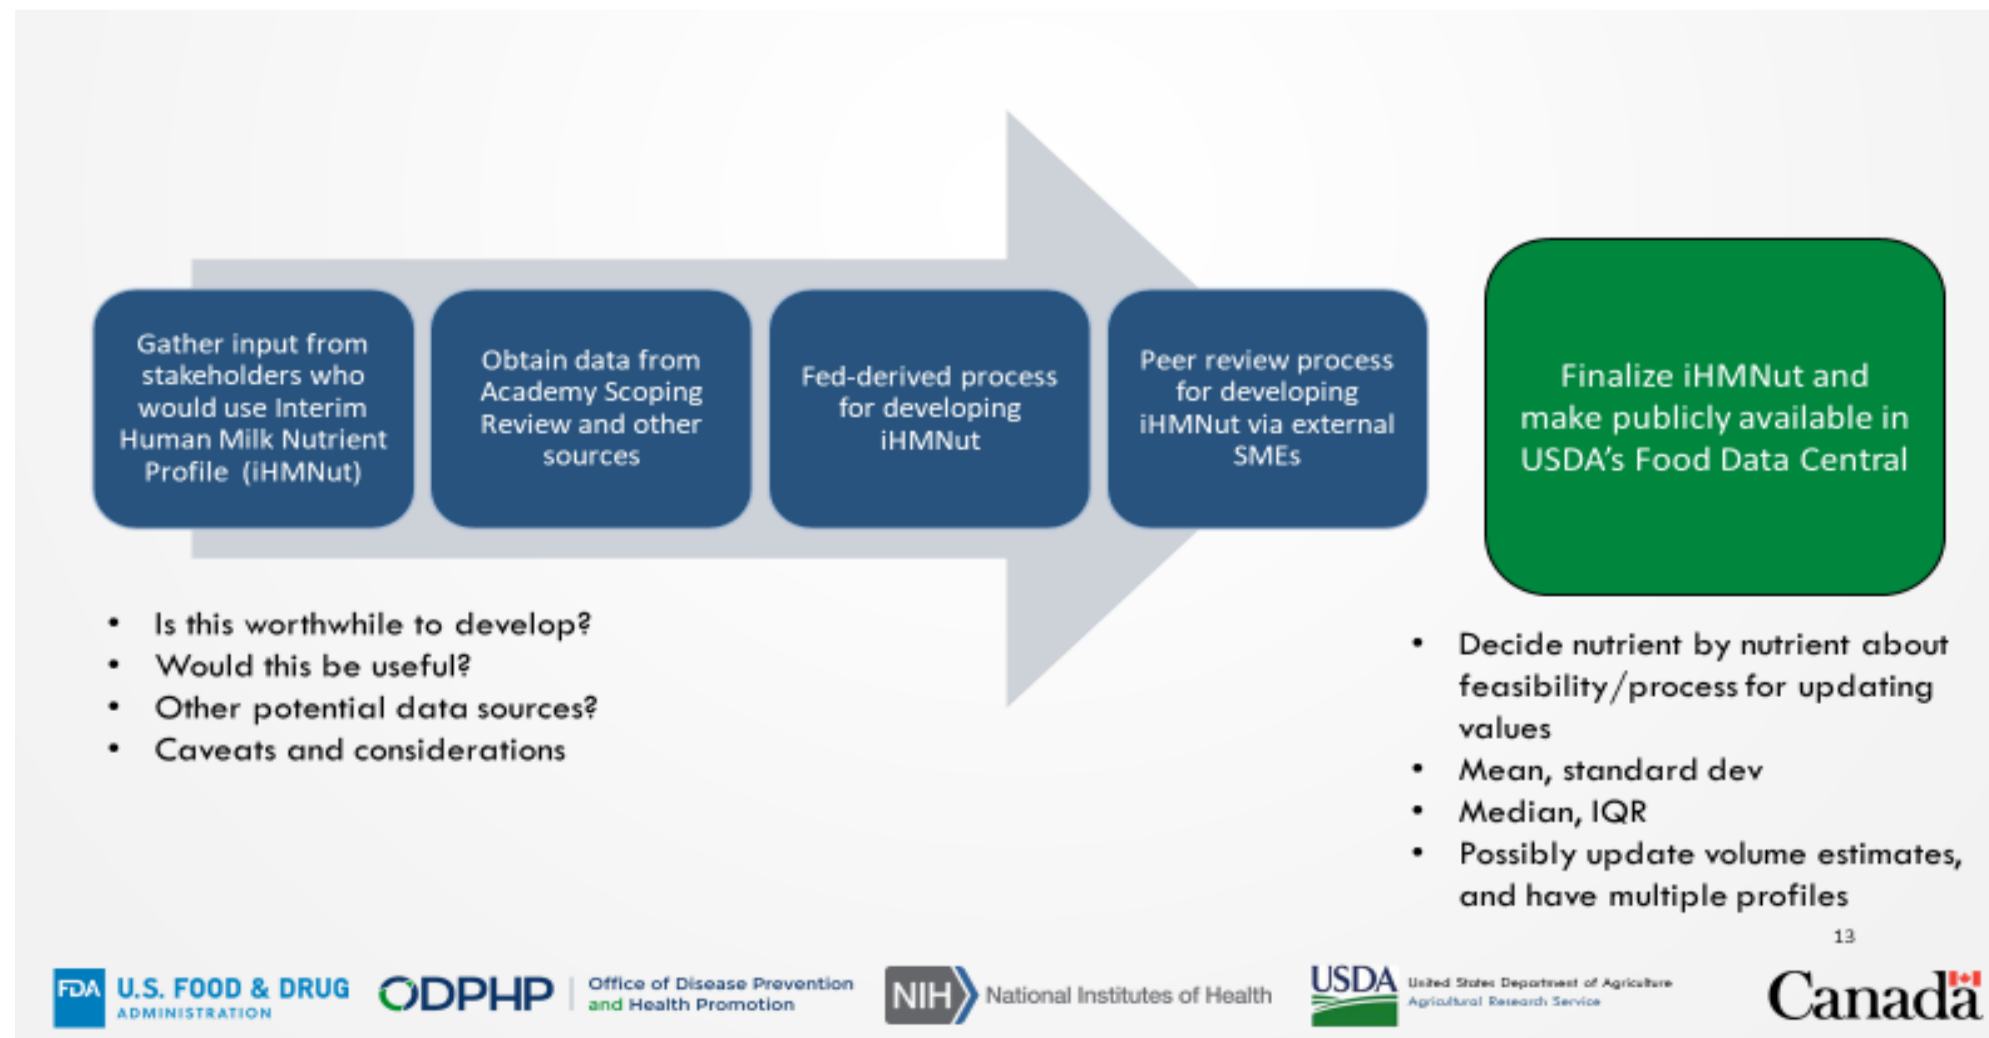 Gather input from
stakeholders who
would use Interim
Human Milk Nutrient
Profile (iHMNut)
Obtain data from
Academy Scoping
Review and other
sources
Fed-derived process
for developing
iHMNut
Peer review process
for developing
iHMNut via external
SMEs
Finalize iHMNut and
make publicly available in
USDA's Food Data Central
• Is this worthwhile to develop?
• Would this be useful?
• Other potential data sources?
• Caveats and considerations
• Decide nutrient by nutrient about
feasibility/process for updating
values
• Mean, standard dev
• Median, IQR
• Possibly update volume estimates,
and have multiple profiles
13
FDA
U.S. FOOD & DRUG
ADMINISTRATION
ODPHP
Office of Disease Prevention
and Health Promotion
NIH
National Institutes of Health
USDA
United States Department of Agriculture
Agricultural Research Service
Canada